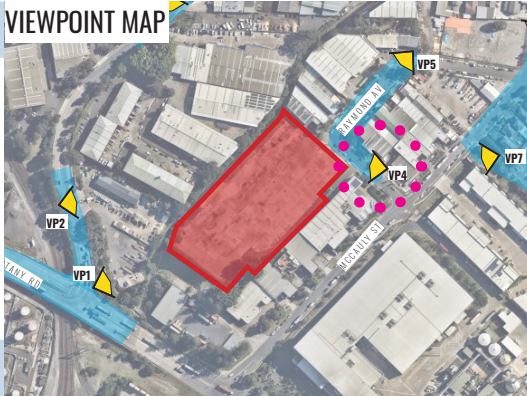 VIEWPOINT MAP
VP5
RAYMOND AV
VP7
VP4
VP2
MCCAULY ST
VP1
TANY RD